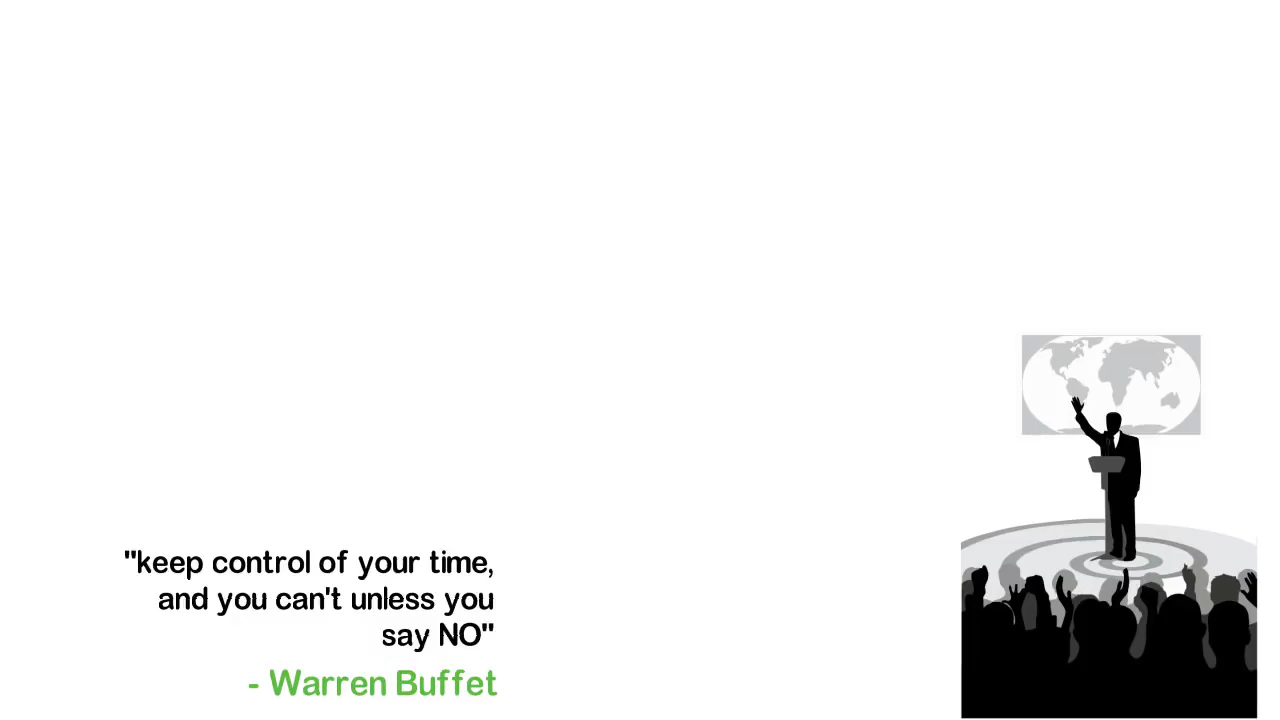 "keep control of your time,
and you can't unless you
say NO"
- Warren Buffet